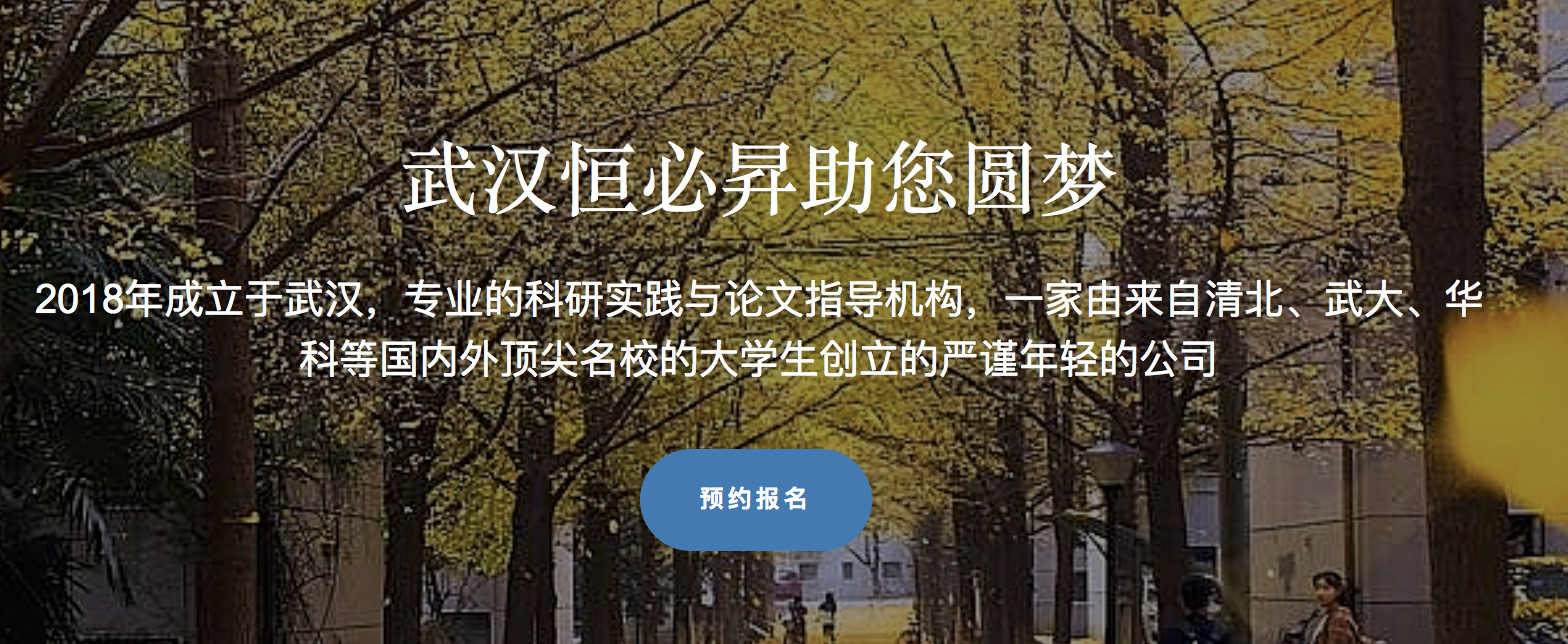 武汉恒必昇助您圆梦
2018年成立于武汉，专业的科研实践与论文指导机构，一家由来自清北、武大、华
科等国内外顶尖名校的大学生创立的严谨年轻的公司
预约报名